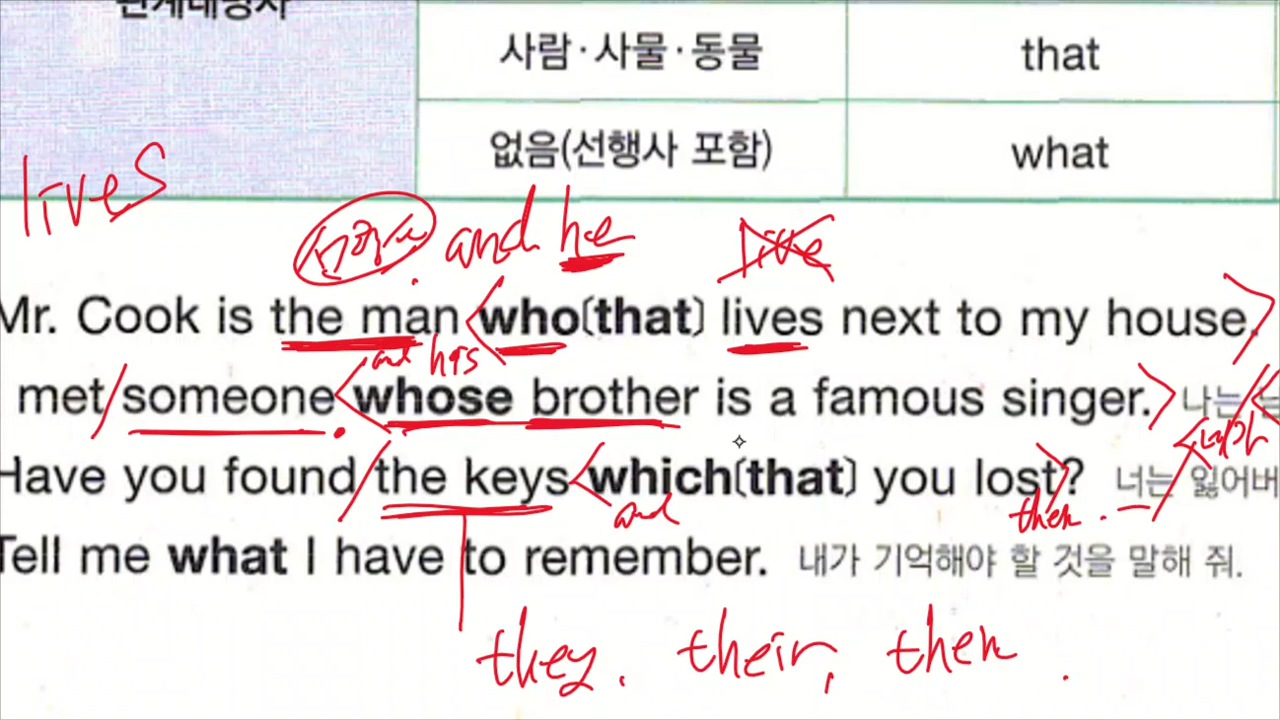 관계대명사
사람·사물·동물 that
없음(선행사 포함) what
lives
선행사 and he live
Mr. Cook is the man who(that) lives next to my house.
and his
met someone whose brother is a famous singer. 나는
Have you found the keys which(that) you lost? 너는 잃어버
and them
Tell me what I have to remember. 내가 기억해야 할 것을 말해 줘.
they. their, them.